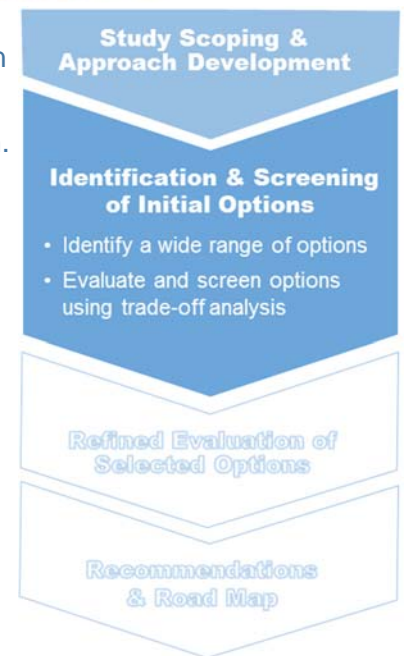 Study Scoping &
Approach Development
Identification & Screening
of Initial Options
• Identify a wide range of options
• Evaluate and screen options
using trade-off analysis
Refined Evaluation of
Selected Options
Recommendations
& Road Map